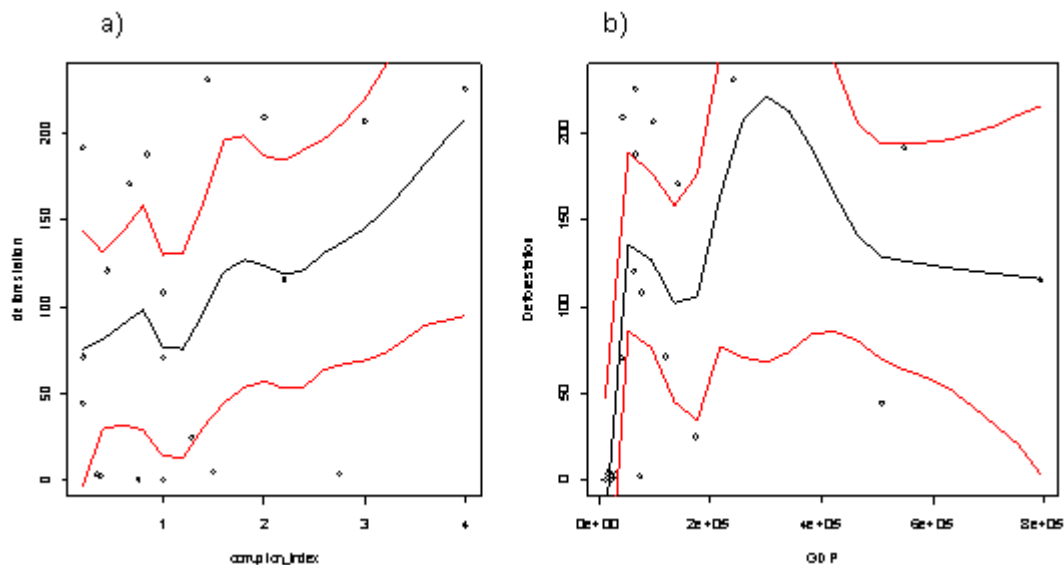 a)
b)
deforestation
0
50
100
150
200
1
2
3
4
corruption_index
Deforestation
0
50
100
150
200
0e+00
2e+05
4e+05
6e+05
8e+05
GDP